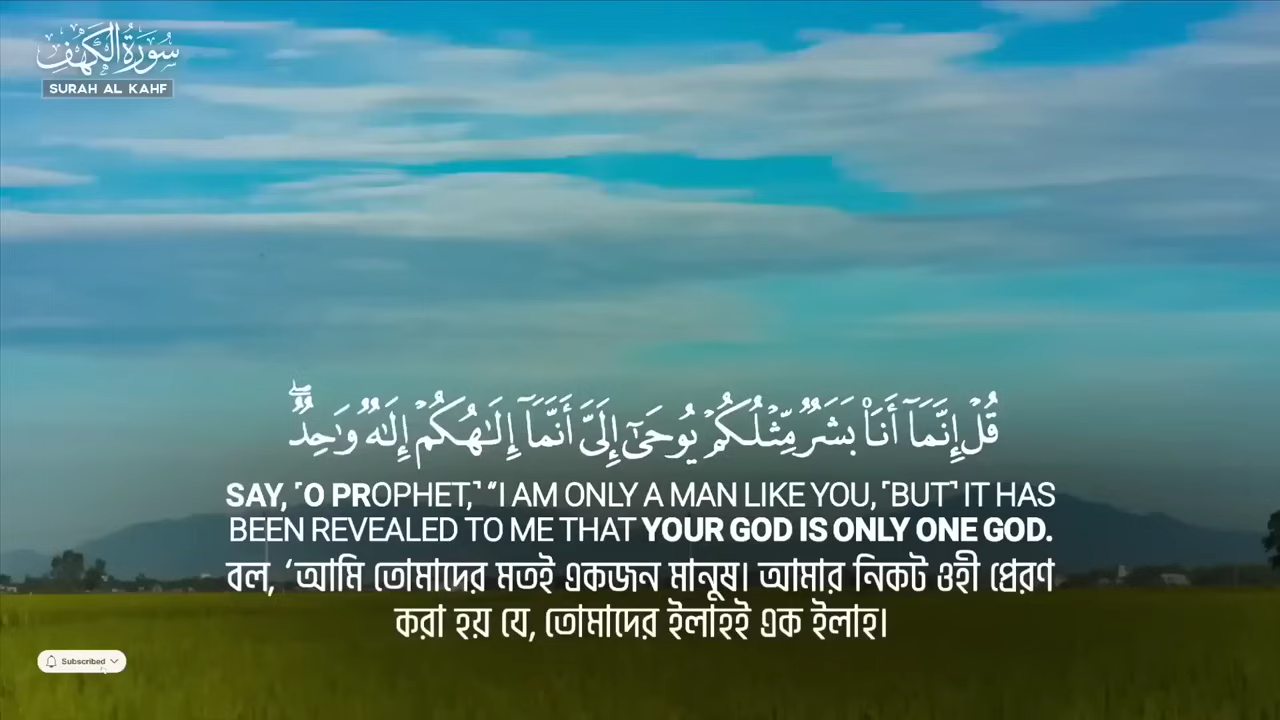 سُورَةُ الْكَهْفِ
SURAH AL KAHF
قُلْ إِنَّمَآ أَنَا۠ بَشَرٌ مِّثْلُكُمْ يُوحَىٰٓ إِلَىَّ أَنَّمَآ إِلَـٰهُكُمْ إِلَـٰهٌ وَٰحِدٌ ۖ
SAY, ˹O PROPHET,˺ “I AM ONLY A MAN LIKE YOU, ˹BUT˺ IT HAS
BEEN REVEALED TO ME THAT YOUR GOD IS ONLY ONE GOD.
বল, ‘আমি তোমাদের মতই একজন মানুষ। আমার নিকট ওহী প্রেরণ
করা হয় যে, তোমাদের ইলাহই এক ইলাহ।
Subscribed